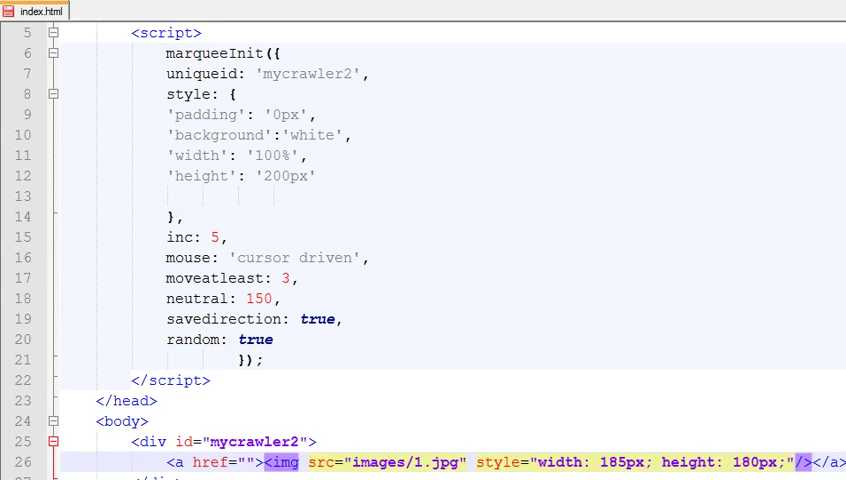 index.html
5 <script>
6 marqueeInit({
7 uniqueid: 'mycrawler2',
8 style: {
9 'padding': '0px',
10 'background':'white',
11 'width': '100%',
12 'height': '200px'
13
14 },
15 inc: 5,
16 mouse: 'cursor driven',
17 moveatleast: 3,
18 neutral: 150,
19 savedirection: true,
20 random: true
21 });
22 </script>
23 </head>
24 <body>
25 <div id="mycrawler2">
26 <a href=""><img src="images/1.jpg" style="width: 185px; height: 180px;"/></a>